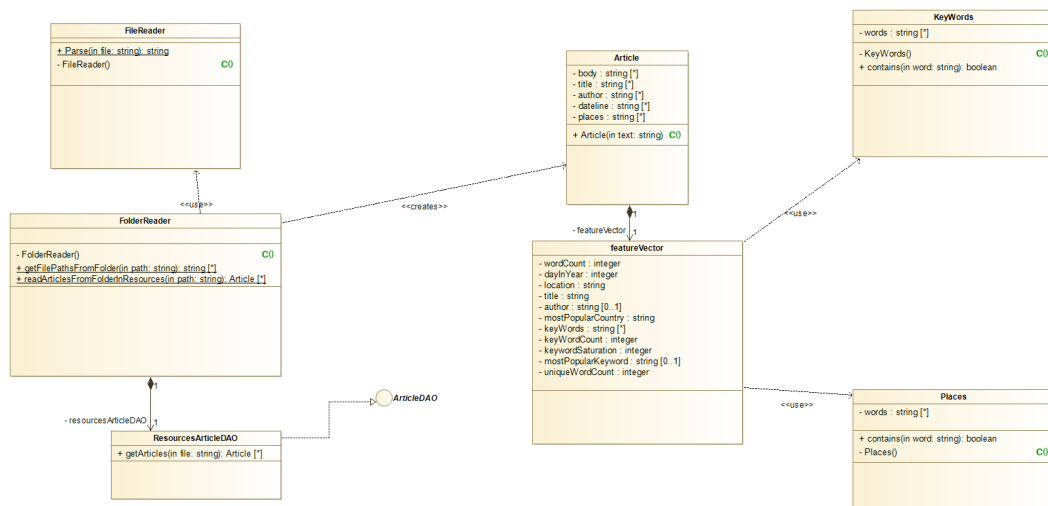 FileReader
+ Parse(in file: string): string
- FileReader()
C()
<<use>>
FolderReader
- FolderReader()
C()
+ getFilePathsFromFolder(in path: string): string [*]
+ readArticlesFromFolderInResources(in path: string): Article [*]
1
- resourcesArticleDAO
1
ResourcesArticleDAO
+ getArticles(in file: string): Article [*]
ArticleDAO
<<creates>>
Article
- body : string [*]
- title : string [*]
- author : string [*]
- dateline : string [*]
- places : string [*]
+ Article(in text: string)
C()
1
- featureVector
1
featureVector
- wordCount : integer
- dayInYear : integer
- location : string
- title : string
- author : string [0..1]
- mostPopularCountry : string
- keyWords : string [*]
- keyWordCount : integer
- keywordSaturation : integer
- mostPopularKeyword : string [0..1]
- uniqueWordCount : integer
<<use>>
<<use>>
KeyWords
- words : string [*]
- KeyWords()
C()
+ contains(in word: string): boolean
Places
- words : string [*]
+ contains(in word: string): boolean
- Places()
C()